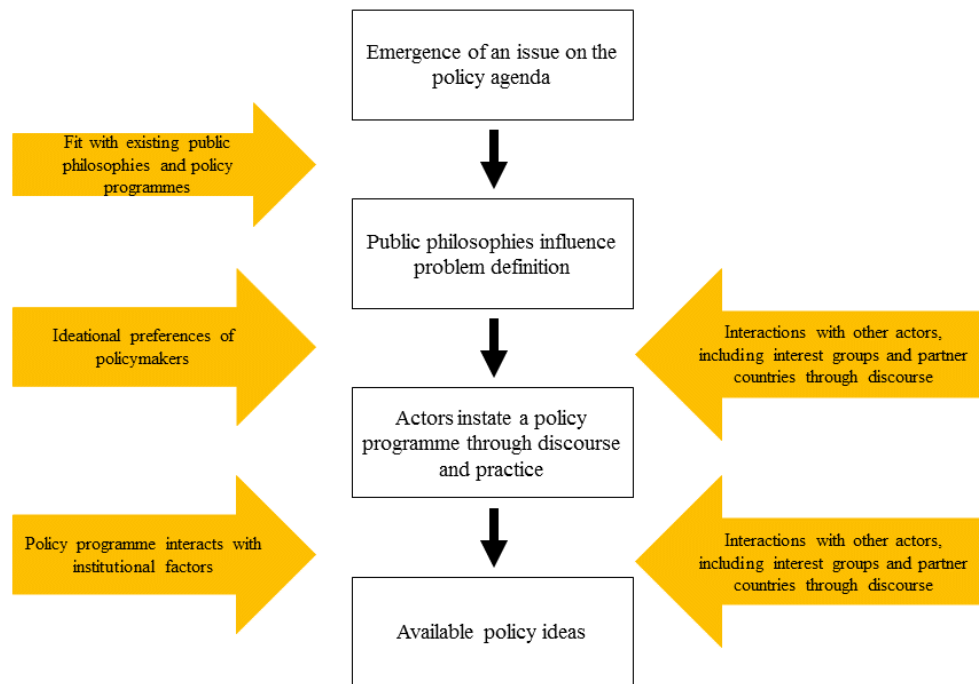 Emergence of an issue on the
policy agenda
Fit with existing public
philosophies and policy
programmes
Public philosophies influence
problem definition
Ideational preferences of
policymakers
Interactions with other actors,
including interest groups and partner
countries through discourse
Actors instate a policy
programme through discourse
and practice
Policy programme interacts with
institutional factors
Interactions with other actors,
including interest groups and partner
countries through discourse
Available policy ideas